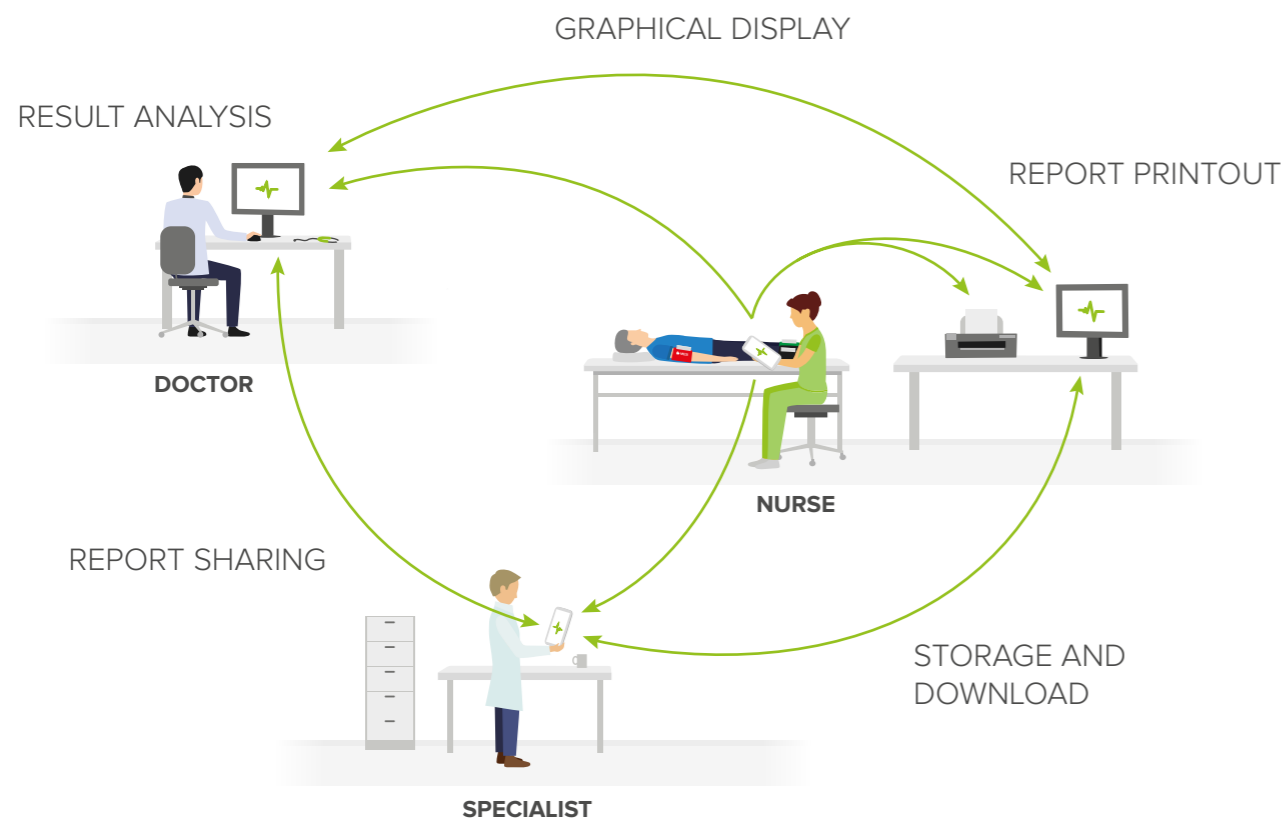 GRAPHICAL DISPLAY
RESULT ANALYSIS
REPORT PRINTOUT
DOCTOR
NURSE
REPORT SHARING
STORAGE AND
DOWNLOAD
SPECIALIST